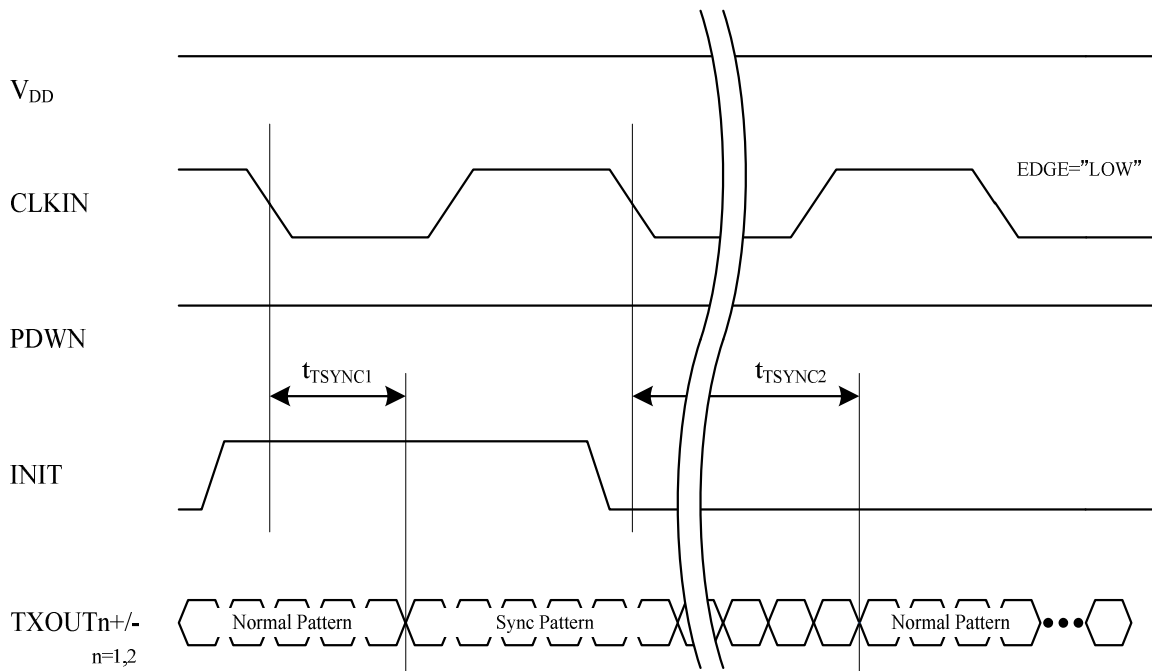 VDD
CLKIN
EDGE="LOW"
PDWN
tTSYNC1
tTSYNC2
INIT
TXOUTn+/-
n=1,2
Normal Pattern
Sync Pattern
Normal Pattern